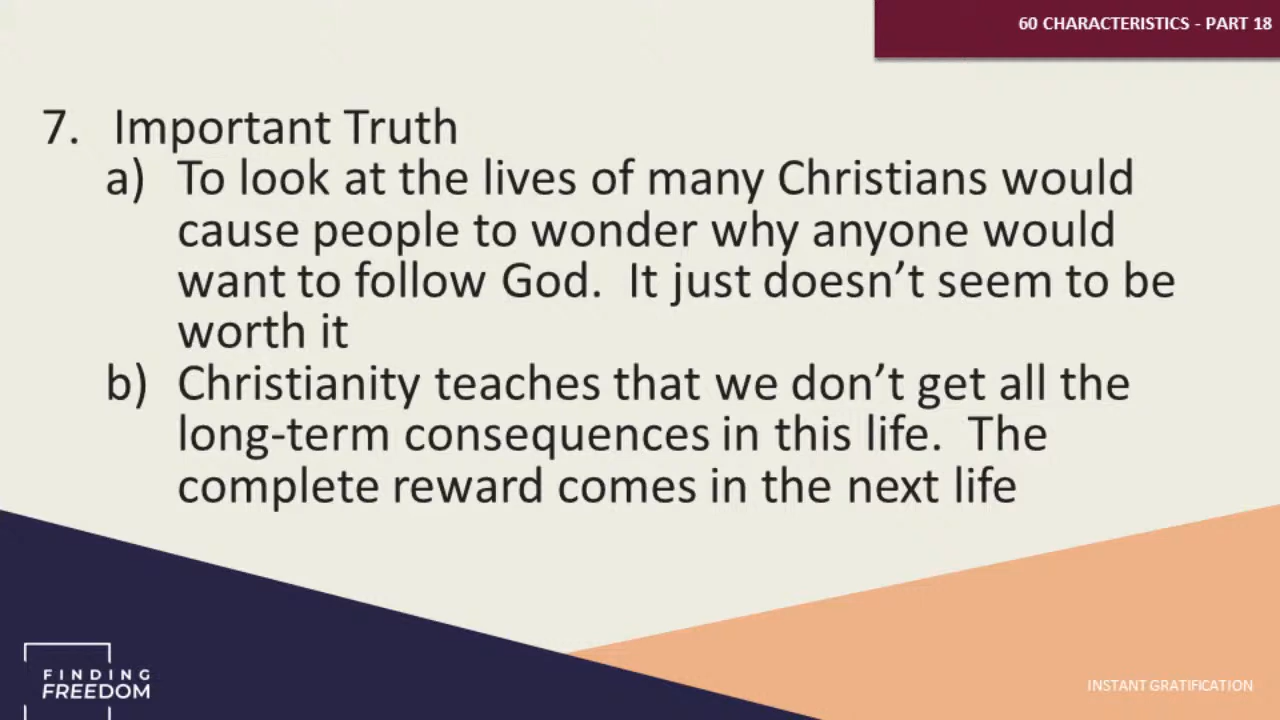 60 CHARACTERISTICS - PART 18
7. Important Truth
a) To look at the lives of many Christians would
cause people to wonder why anyone would
want to follow God.  It just doesn’t seem to be
worth it
b) Christianity teaches that we don’t get all the
long-term consequences in this life.  The
complete reward comes in the next life
FINDING
FREEDOM
INSTANT GRATIFICATION